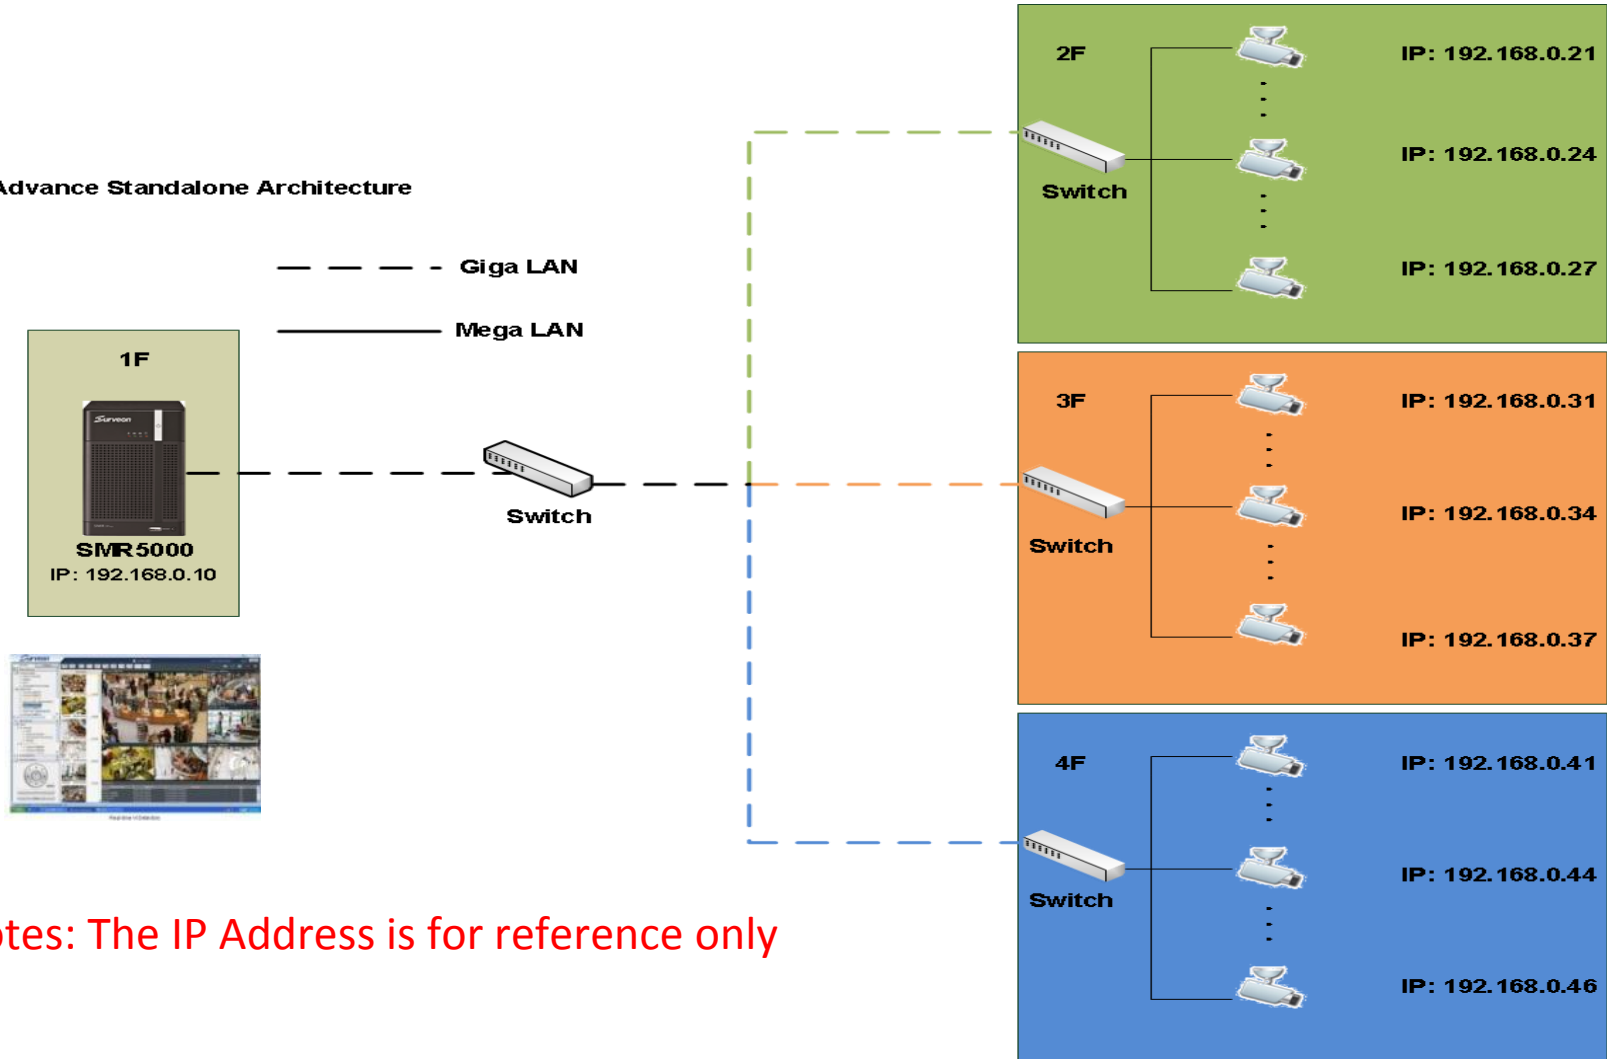 Advance Standalone Architecture
Giga LAN
Mega LAN
1F
Surveon
SMR5000
IP: 192.168.0.10
Switch
2F
Switch
IP: 192.168.0.21
IP: 192.168.0.24
IP: 192.168.0.27
3F
Switch
IP: 192.168.0.31
IP: 192.168.0.34
IP: 192.168.0.37
4F
Switch
IP: 192.168.0.41
IP: 192.168.0.44
IP: 192.168.0.46
Surveon
otes: The IP Address is for reference only